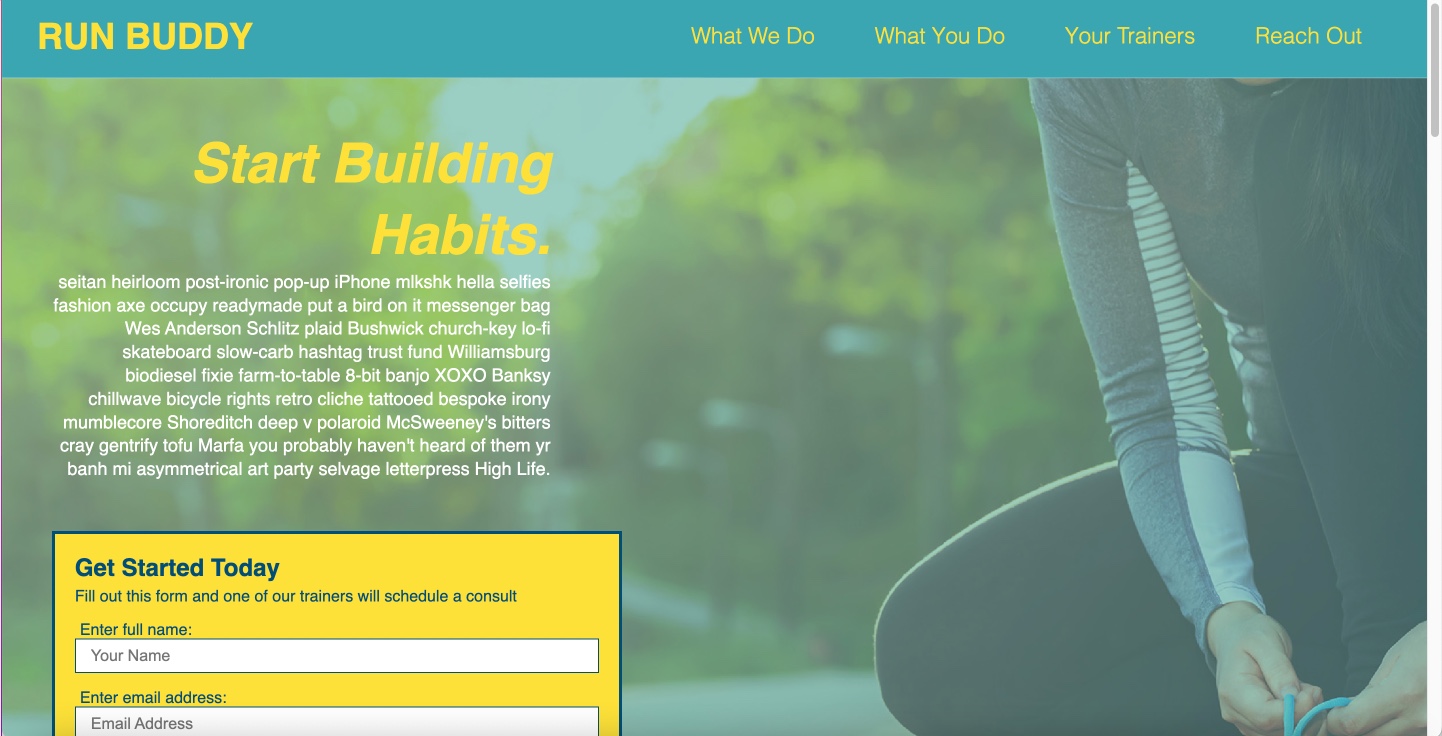 RUN BUDDY
What We Do What You Do Your Trainers Reach Out
Start Building
Habits.
seitan heirloom post-ironic pop-up iPhone mlkshk hella selfies
fashion axe occupy readymade put a bird on it messenger bag
Wes Anderson Schlitz plaid Bushwick church-key lo-fi
skateboard slow-carb hashtag trust fund Williamsburg
biodiesel fixie farm-to-table 8-bit banjo XOXO Banksy
chillwave bicycle rights retro cliche tattooed bespoke irony
mumblecore Shoreditch deep v polaroid McSweeney's bitters
cray gentrify tofu Marfa you probably haven't heard of them yr
banh mi asymmetrical art party selvage letterpress High Life.
Get Started Today
Fill out this form and one of our trainers will schedule a consult
Enter full name:
Your Name
Enter email address:
Email Address